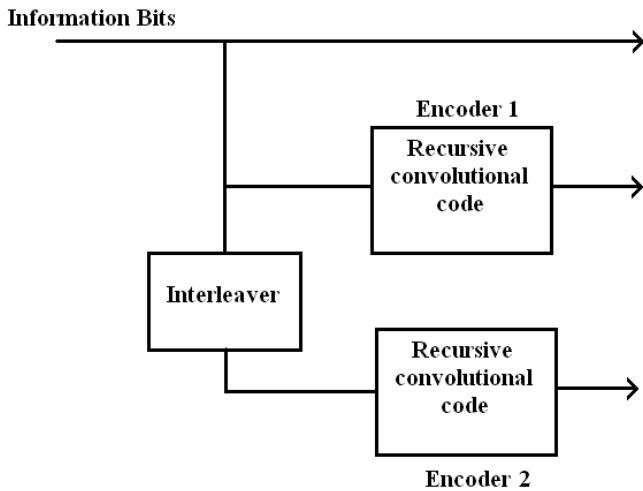 Information Bits
Encoder 1
Recursive
convolutional
code
Interleaver
Recursive
convolutional
code
Encoder 2